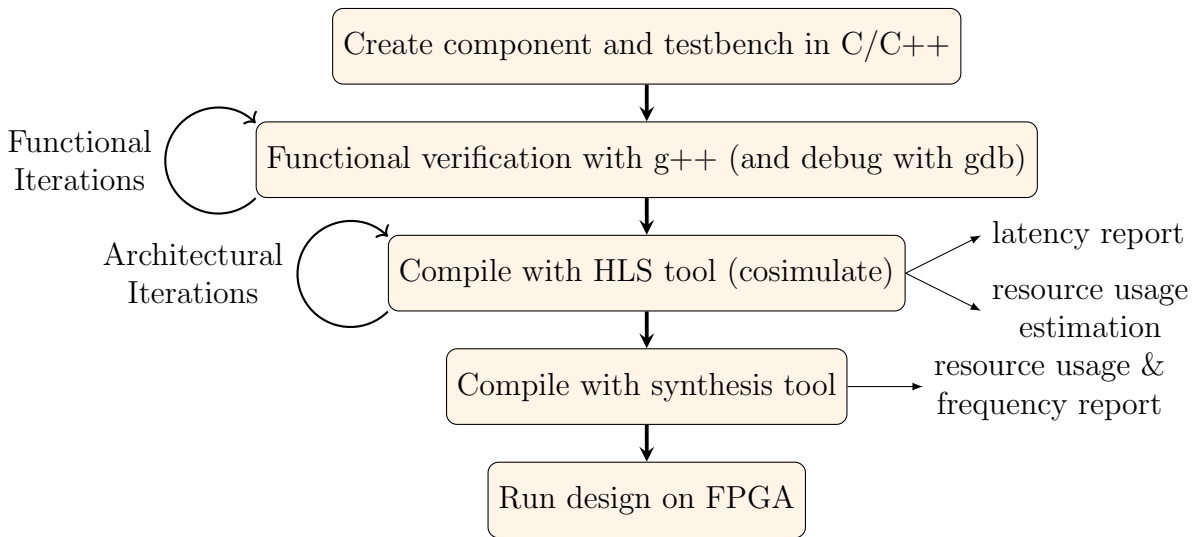 Create component and testbench in C/C++
Functional
Iterations
Functional verification with g++ (and debug with gdb)
Architectural
Iterations
Compile with HLS tool (cosimulate)
latency report
resource usage
estimation
Compile with synthesis tool
resource usage &
frequency report
Run design on FPGA